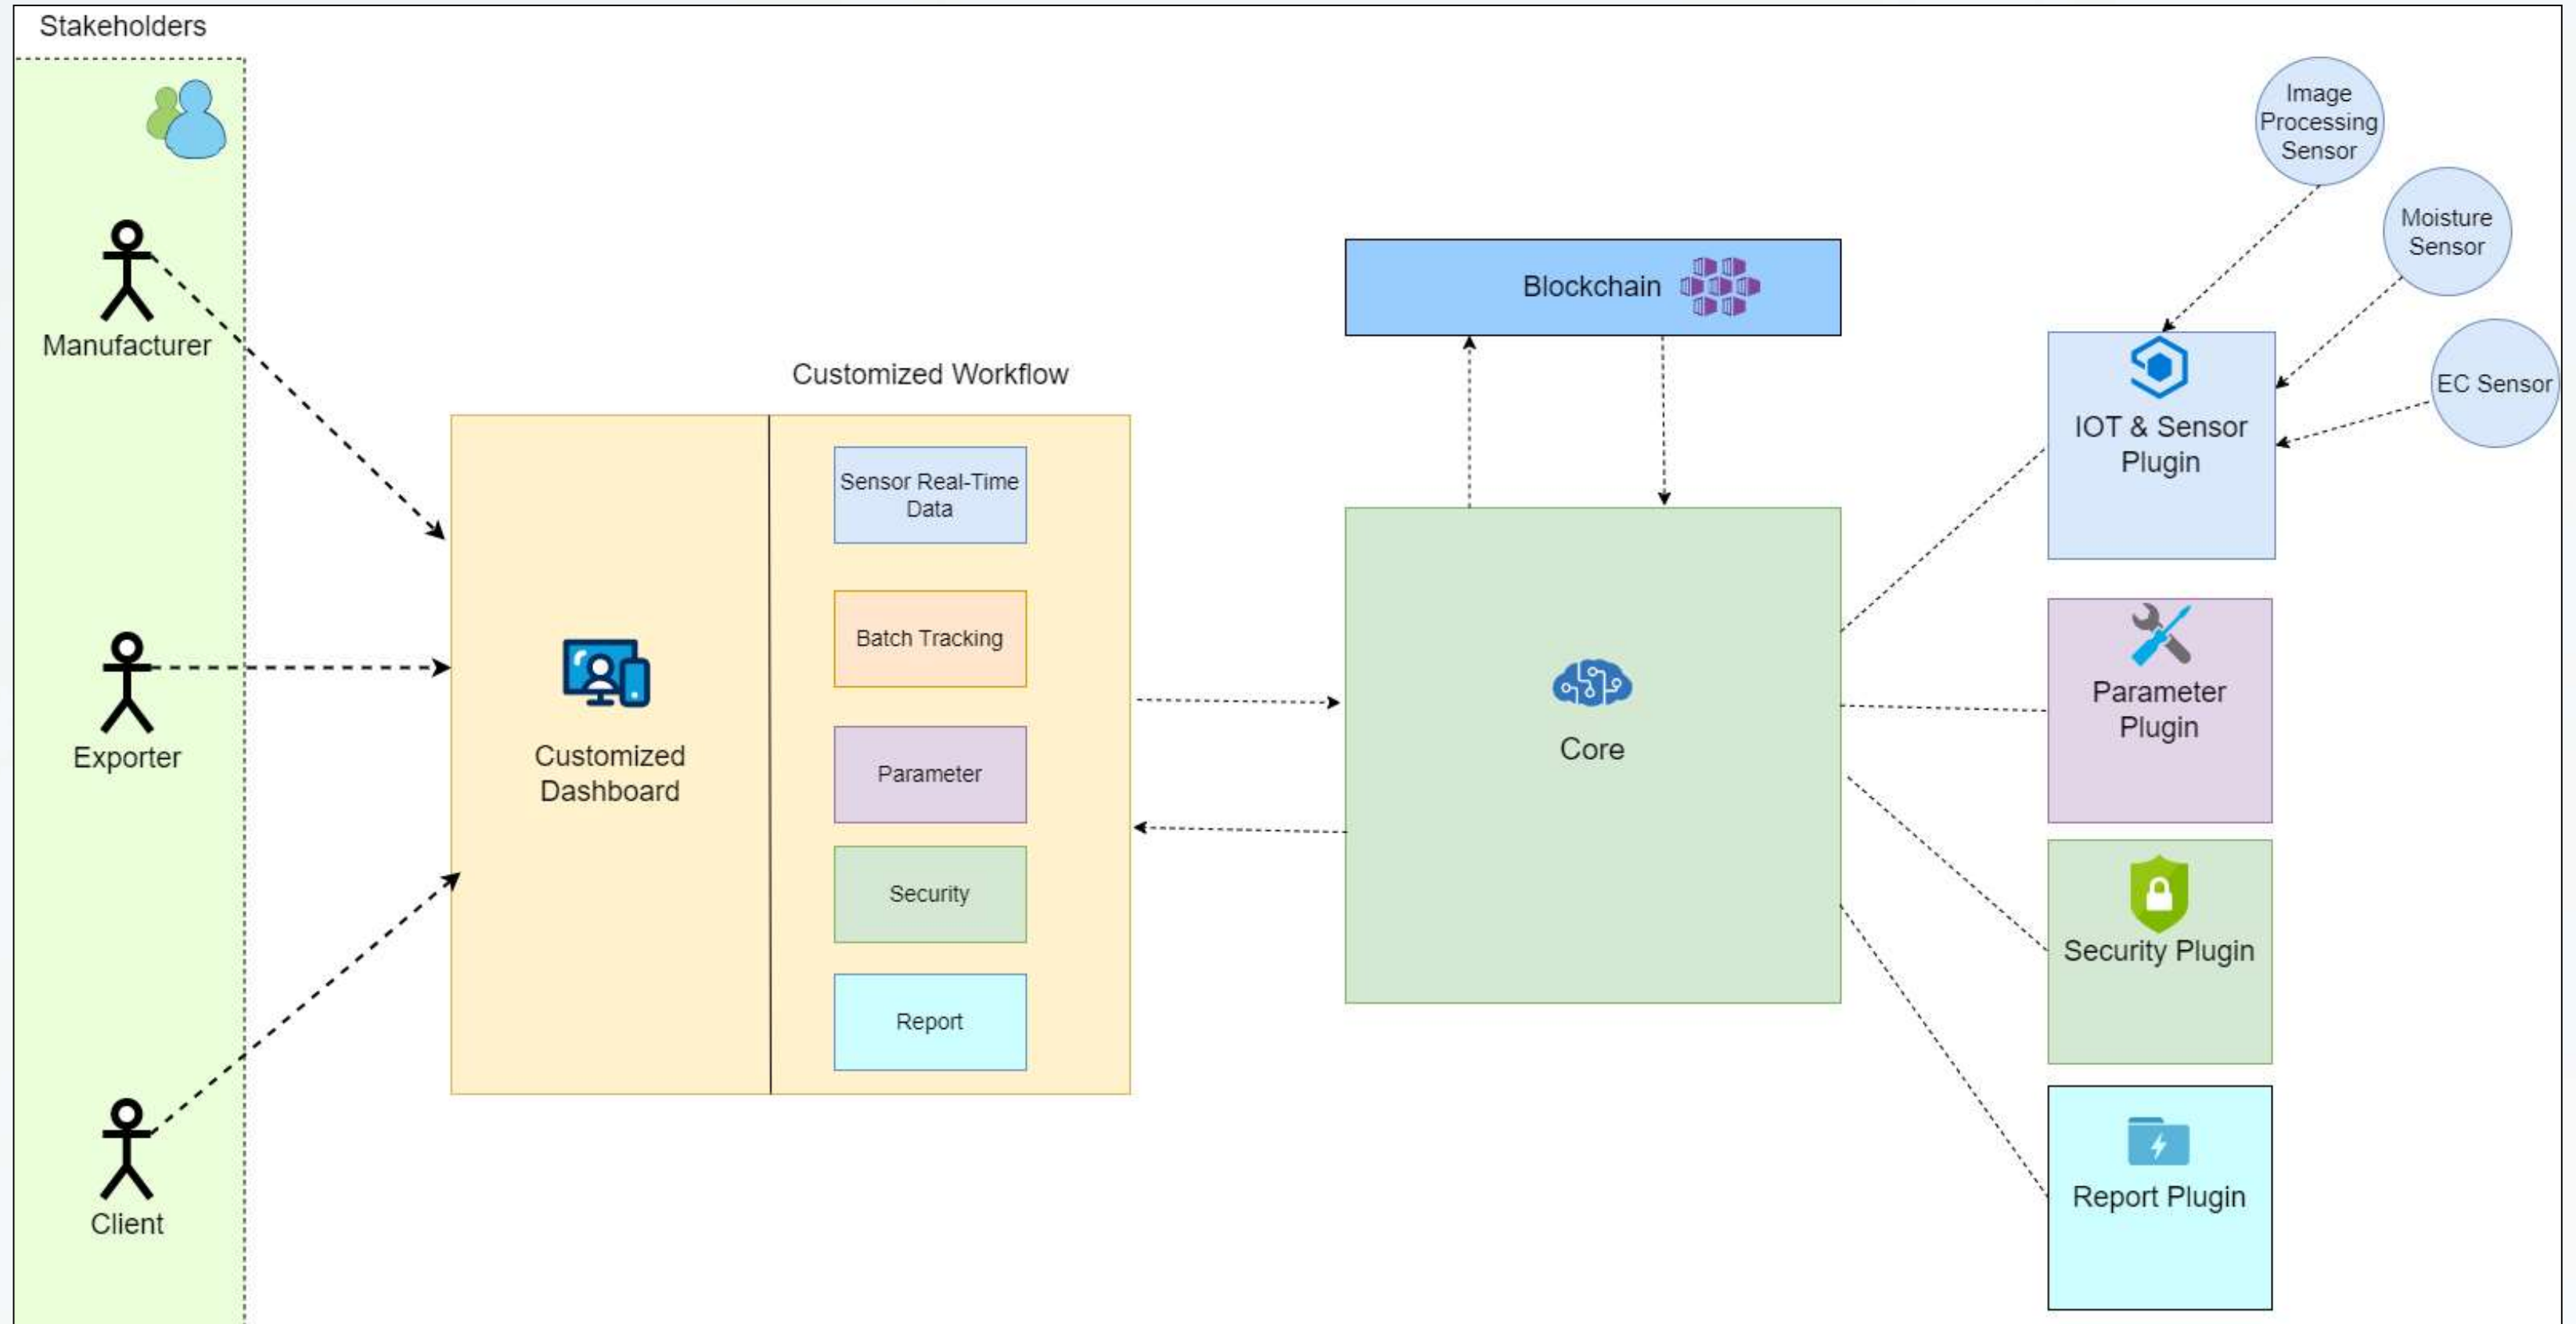 Stakeholders
Manufacturer
Exporter
Client
Customized Workflow
Customized
Dashboard
Sensor Real-Time
Data
Batch Tracking
Parameter
Security
Report
Blockchain
Core
Image
Processing
Sensor
Moisture
Sensor
EC Sensor
IOT & Sensor
Plugin
Parameter
Plugin
Security Plugin
Report Plugin